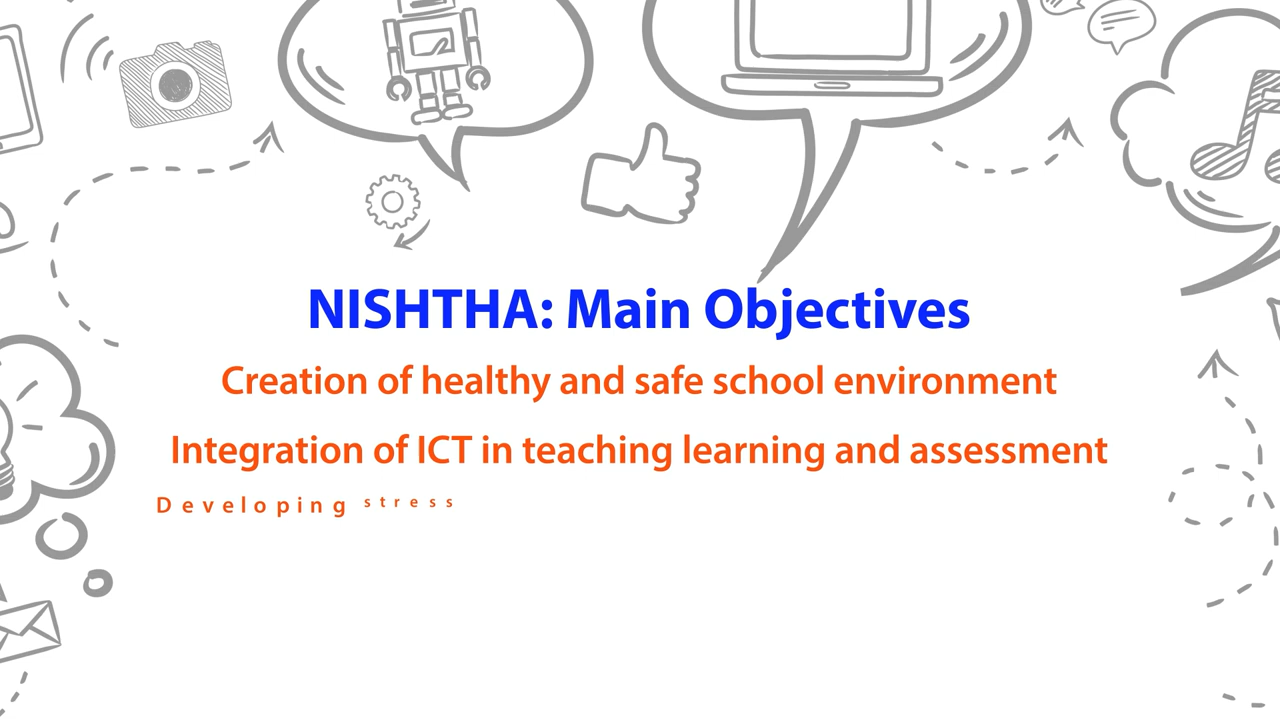 NISHTHA: Main Objectives
Creation of healthy and safe school environment
Integration of ICT in teaching learning and assessment
Developing stress